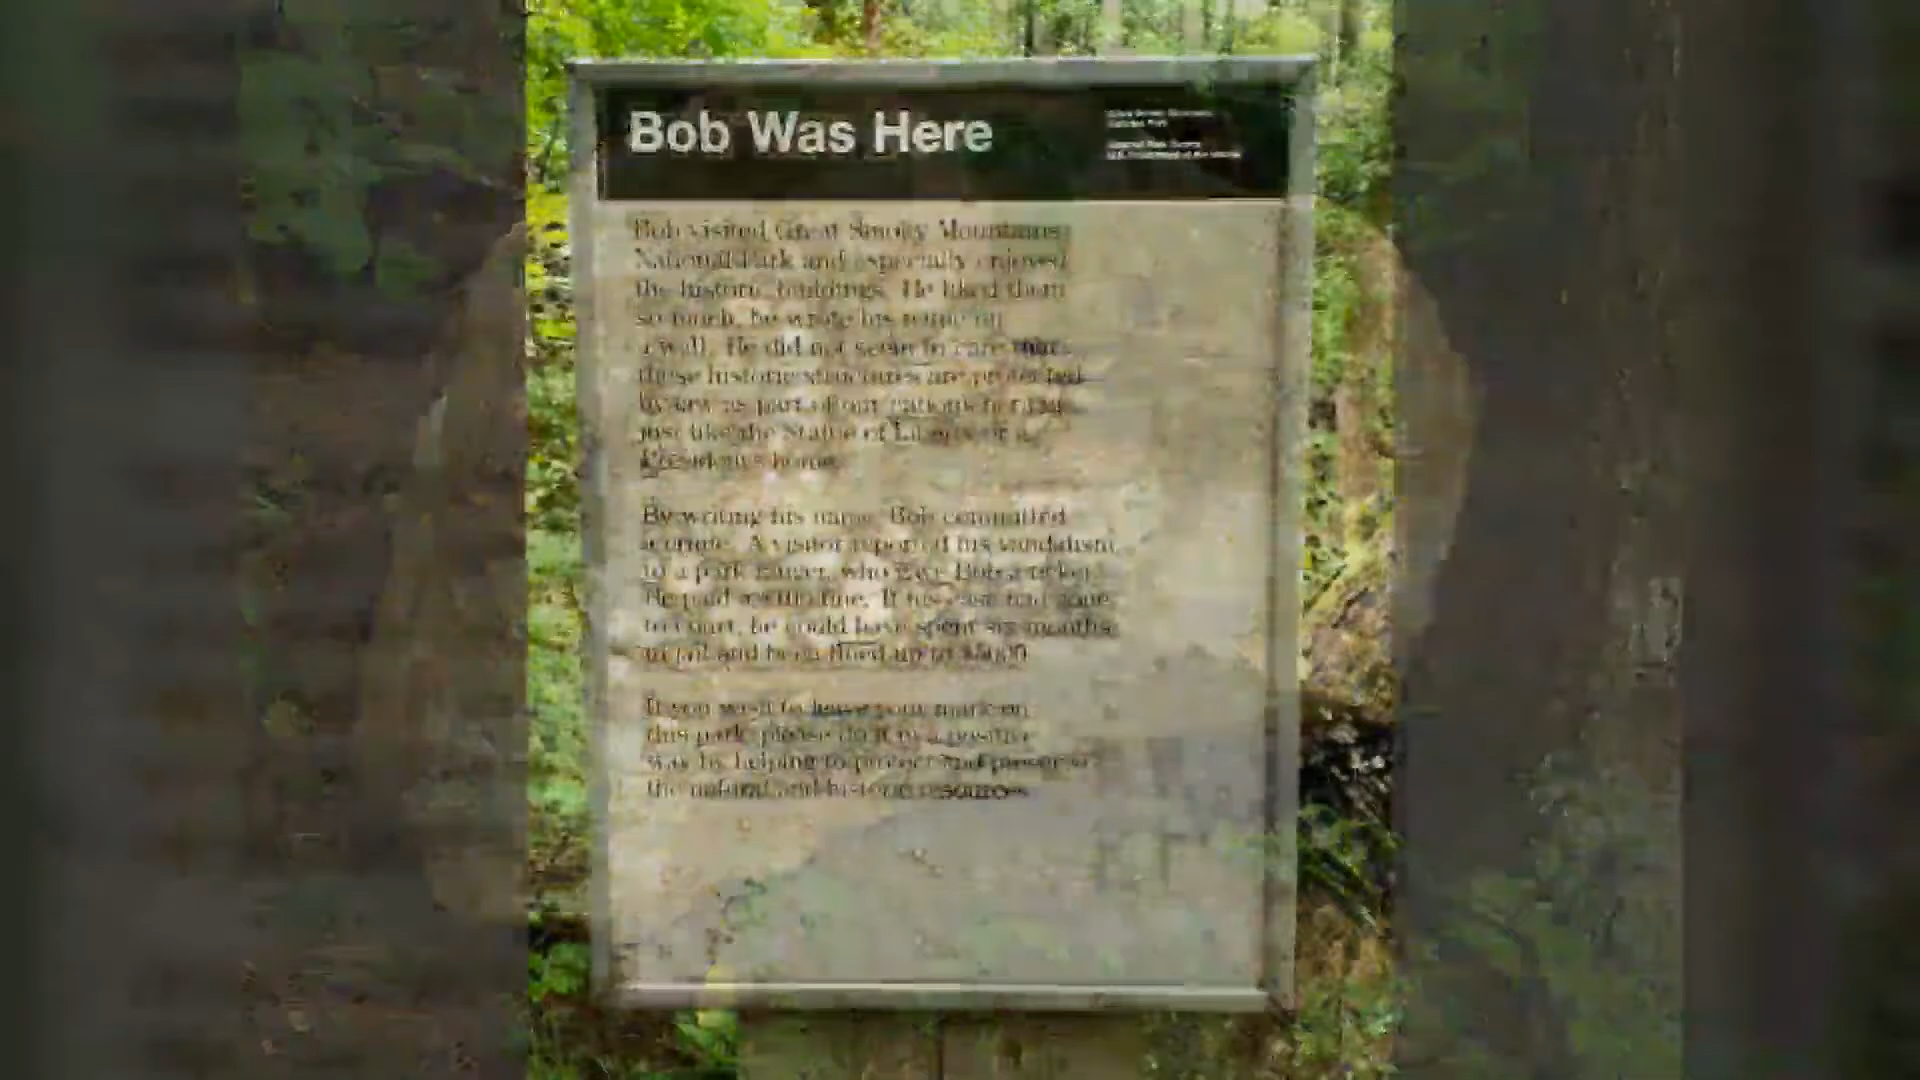 Bob Was Here
Bob visited Great Smoky Mountains
National Park and especially enjoyed
the historic buildings. He liked them
so much, he wrote his name on
a wall. He did not seem to care that
these historic structures are protected
by law as part of our nation's heritage
just like the Statue of Liberty or a
President's home.
By writing his name, Bob committed
a crime. A visitor reported his vandalism
to a park ranger, who gave Bob a ticket.
He paid fine. If his case had gone
to court, he could have spent six months
in jail and been fined up to
If you wish to leave your mark on
this park, please do it in a positive
way by helping to protect and preserve
the natural and historic resources